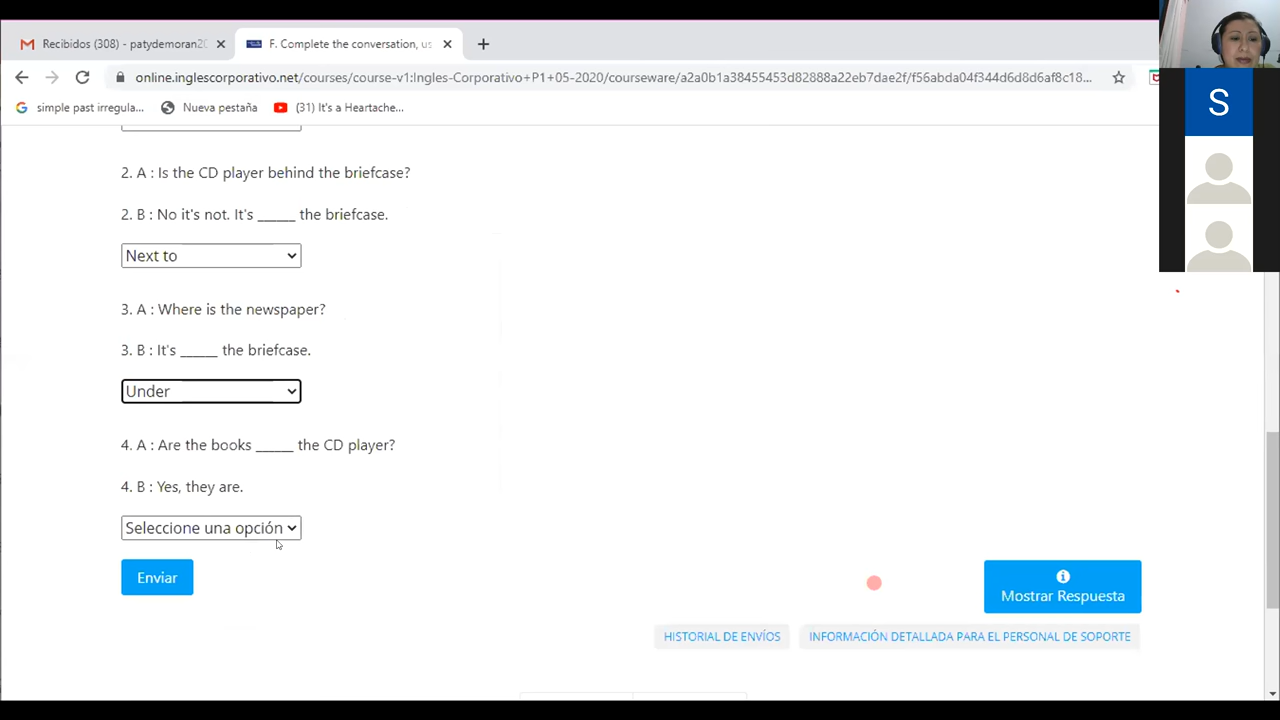 Recibidos (308) - patydemoran20
F. Complete the conversation, us
online.inglescorporativo.net/courses/course-v1:Ingles-Corporativo+P1+05-2020/courseware/a2a0b1a38455453d82888a22eb7dae2f/f56abda04f344d6d8d6af8c18...
simple past irregula...
Nueva pestaña
(31) It's a Heartache...
S
2. A : Is the CD player behind the briefcase?
2. B : No it's not. It's ______ the briefcase.
Next to
3. A : Where is the newspaper?
3. B : It's ______ the briefcase.
Under
4. A : Are the books ______ the CD player?
4. B : Yes, they are.
Seleccione una opción
Enviar
Mostrar Respuesta
HISTORIAL DE ENVÍOS
INFORMACIÓN DETALLADA PARA EL PERSONAL DE SOPORTE